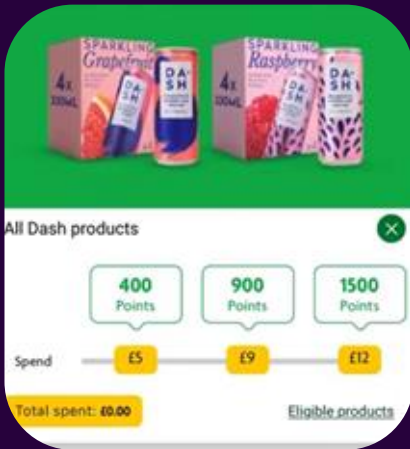 SPARKLING
Grapefruit
4x
330ML
DA
SH
SPARKLING
Raspberry
4x
330ML
DA
SH
All Dash products
400
Points
900
Points
1500
Points
Spend
£5
£9
£12
Total spent: £0.00
Eligible products